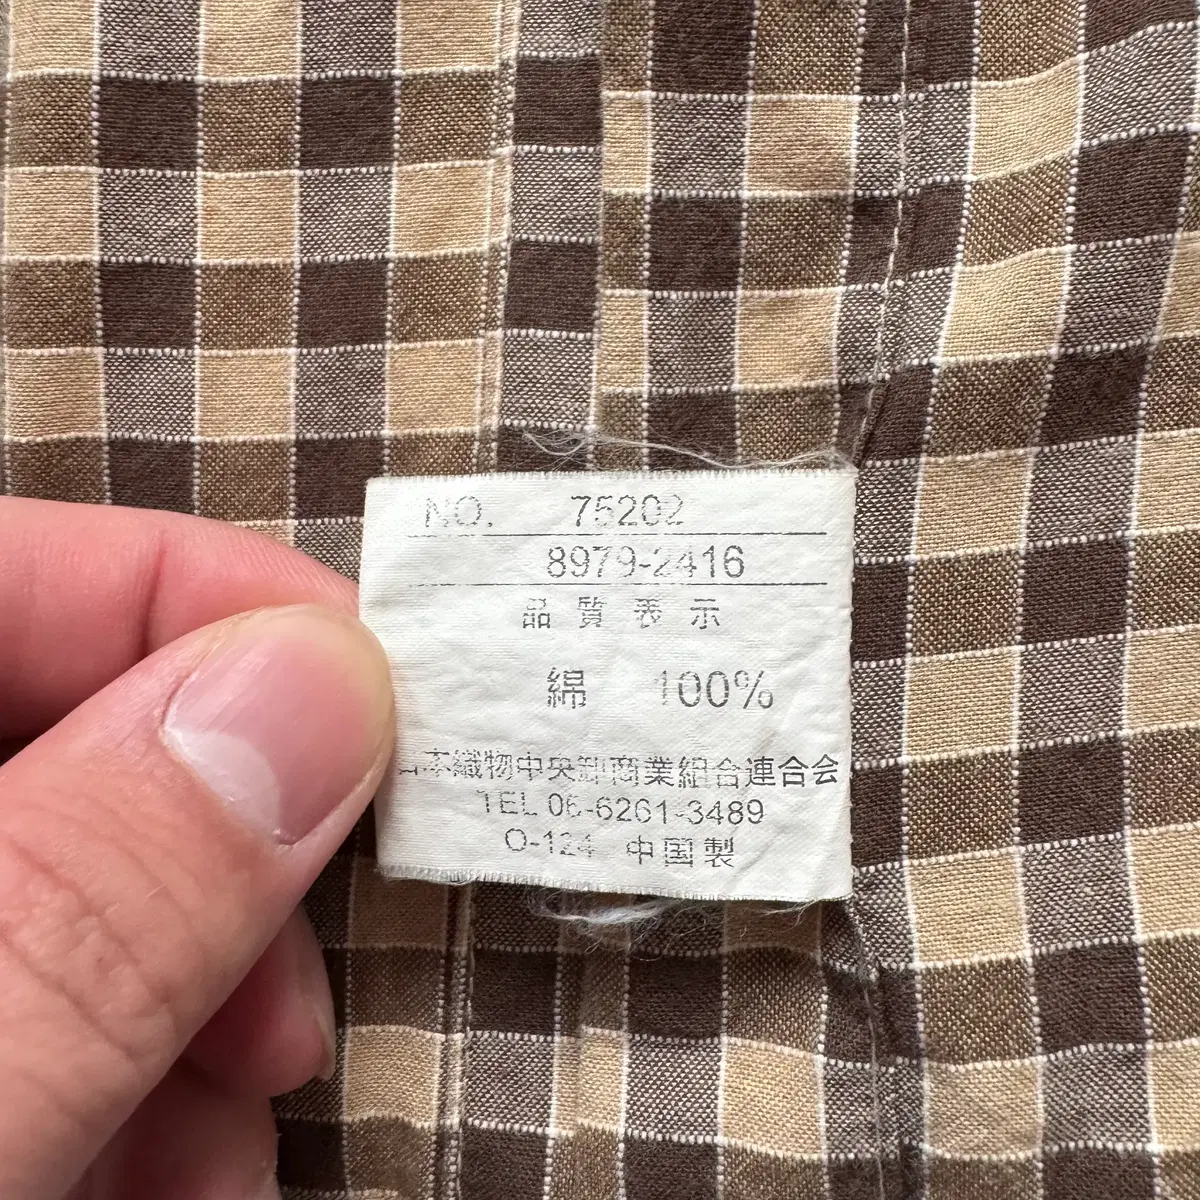 NO. 75202
8979-2416
品質表示
綿 100%
日本織物中央卸商業組合連合会
TEL 06-6261-3489
O-124 中国製